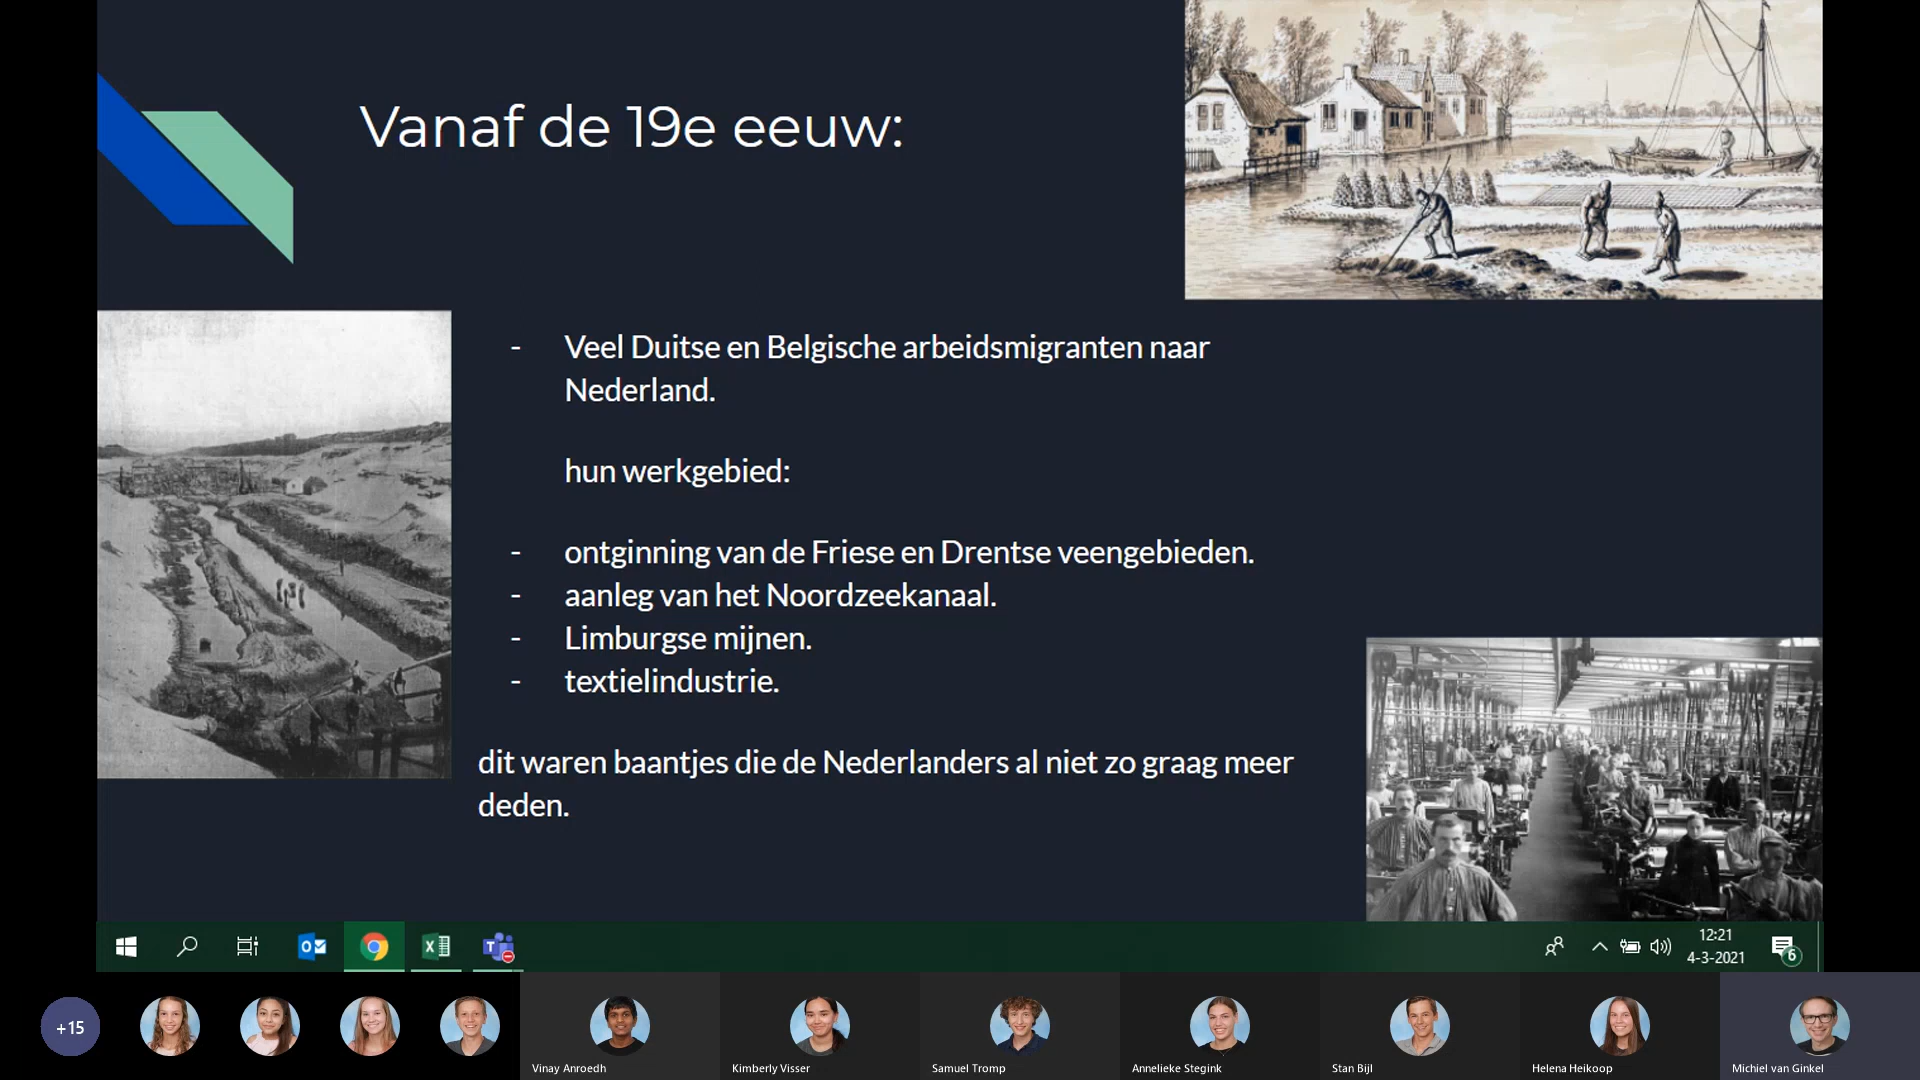 Vanaf de 19e eeuw:
- Veel Duitse en Belgische arbeidsmigranten naar
Nederland.
hun werkgebied:
- ontginning van de Friese en Drentse veengebieden.
- aanleg van het Noordzeekanaal.
- Limburgse mijnen.
- textielindustrie.
dit waren baantjes die de Nederlanders al niet zo graag meer
deden.
12:21
4-3-2021
6
+15
Vinay Anroedh
Kimberly Visser
Samuel Tromp
Annelieke Stegink
Stan Bijl
Helena Heikoop
Michiel van Ginkel